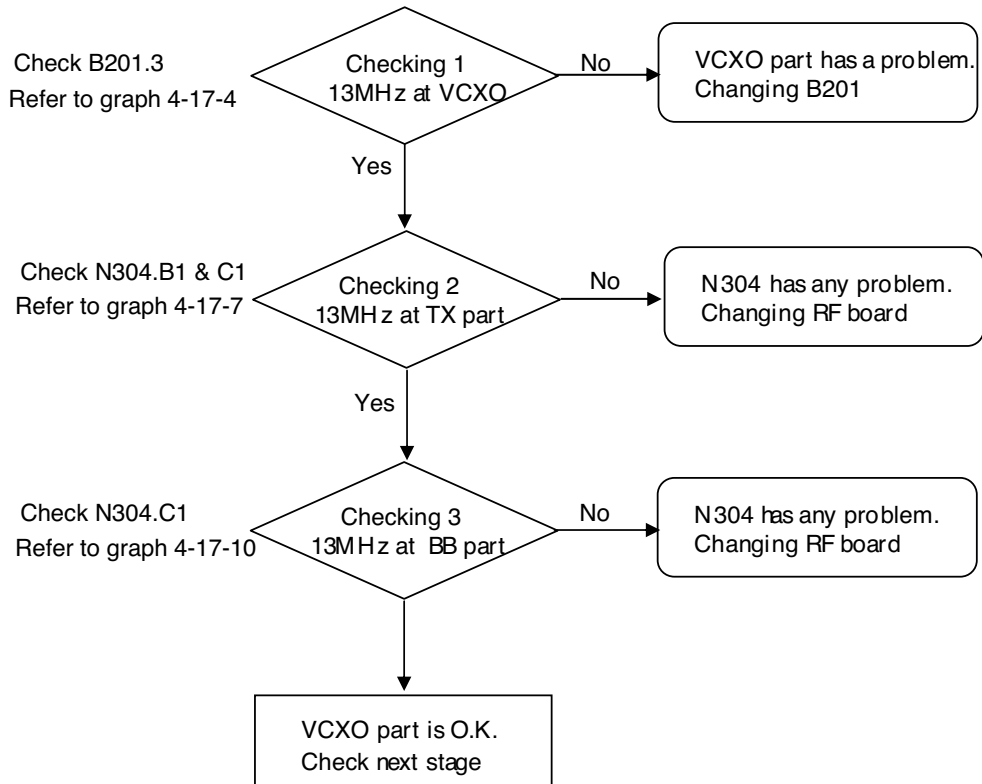 Check B201.3
Refer to graph 4-17-4
Checking 1
13MHz at VCXO
No
VCXO part has a problem.
Changing B201
Yes
Check N304.B1 & C1
Refer to graph 4-17-7
Checking 2
13MHz at TX part
No
N304 has any problem.
Changing RF board
Yes
Check N304.C1
Refer to graph 4-17-10
Checking 3
13MHz at BB part
No
N304 has any problem.
Changing RF board
VCXO part is O.K.
Check next stage